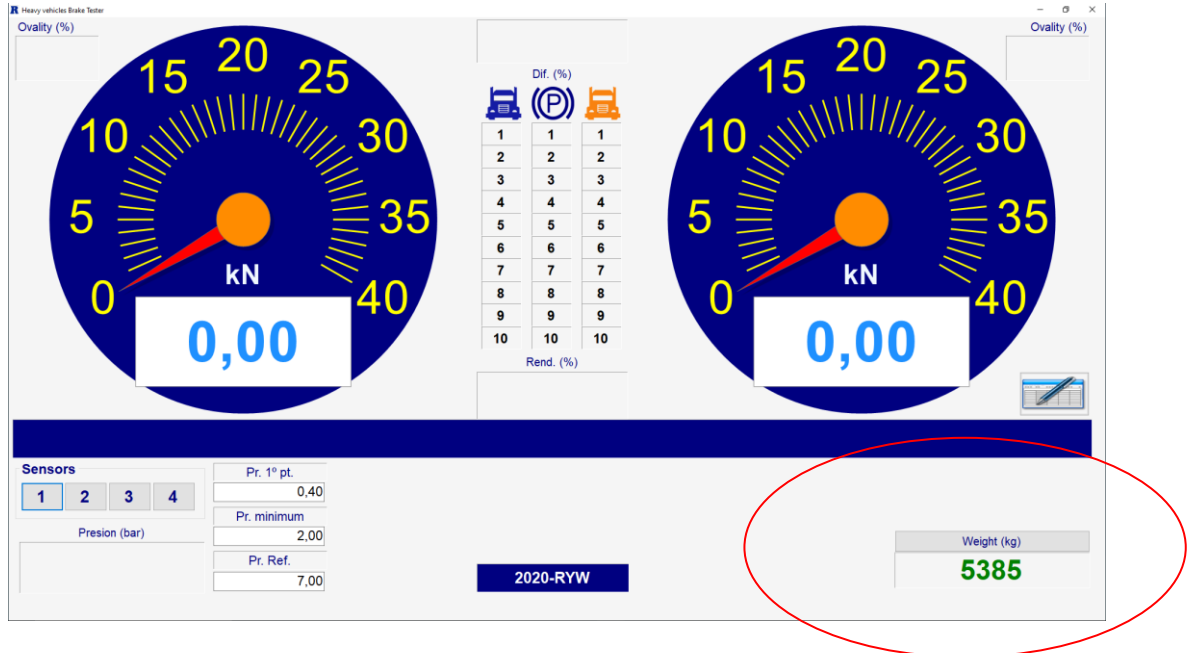 R Heavy vehicles Brake Tester
Ovality (%)
Ovality (%)
0
5
10
15
20
25
30
35
40
kN
0,00
Dif. (%)
(P)
1 1 1
2 2 2
3 3 3
4 4 4
5 5 5
6 6 6
7 7 7
8 8 8
9 9 9
10 10 10
Rend. (%)
0
5
10
15
20
25
30
35
40
kN
0,00
Sensors
1 2 3 4
Presion (bar)
Pr. 1º pt.
0,40
Pr. minimum
2,00
Pr. Ref.
7,00
2020-RYW
Weight (kg)
5385